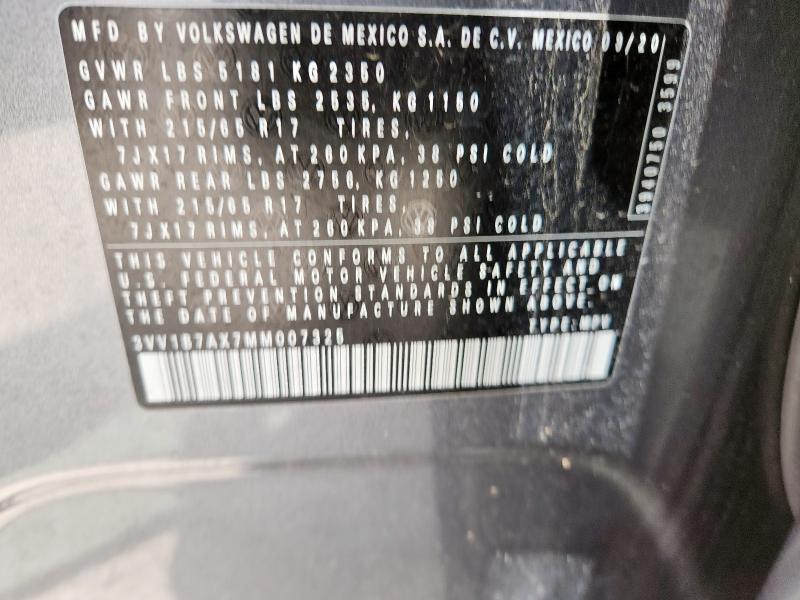 MFD. BY VOLKSWAGEN DE MEXICO S.A. DE C.V. MEXICO 09/20
GVWR LBS 5181 KG 2350
GAWR FRONT LBS 2535, KG 1150
WITH 215/65 R17 TIRES,
7JX17 RIMS, AT 260 KPA, 38 PSI COLD
GAWR REAR LBS 2756, KG 1250
WITH 215/65 R17 TIRES,
7JX17 RIMS, AT 260 KPA, 38 PSI COLD
THIS VEHICLE CONFORMS TO ALL APPLICABLE
U.S. FEDERAL MOTOR VEHICLE SAFETY AND
THEFT PREVENTION STANDARDS IN EFFECT ON
THE DATE OF MANUFACTURE SHOWN ABOVE.
TYPE: MPV
3VV1B7AX7MM007325
3940750 3599